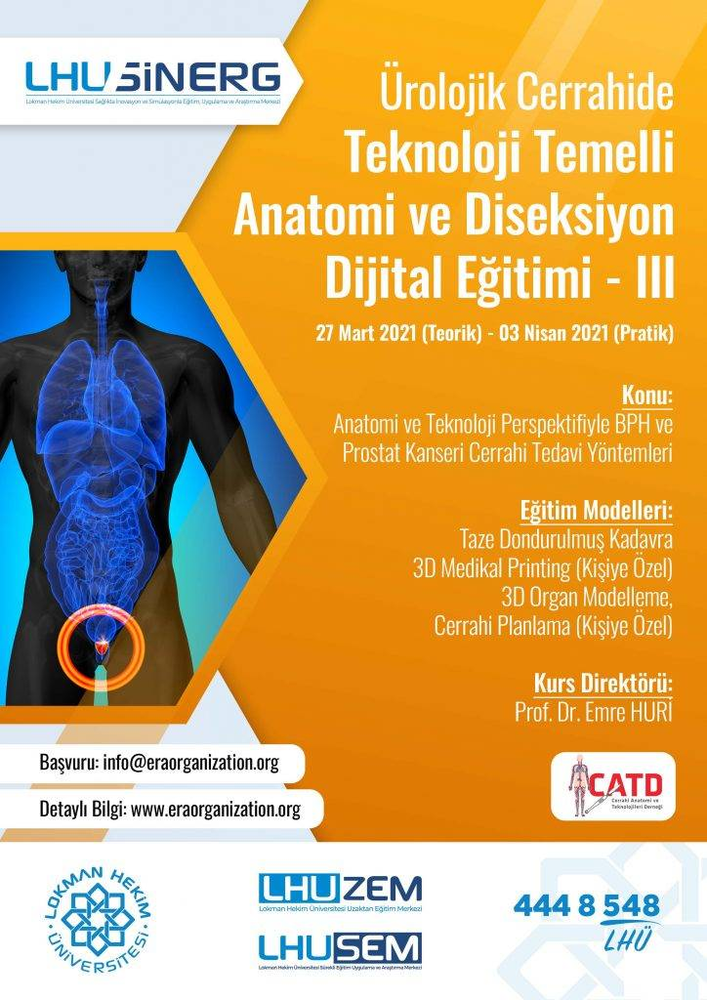 LHUSİNERG
Lokman Hekim Üniversitesi Sağlıkta İnovasyon ve Simülasyonla Eğitim, Uygulama ve Araştırma Merkezi
Ürolojik Cerrahide
Teknoloji Temelli
Anatomi ve Diseksiyon
Dijital Eğitimi - III
27 Mart 2021 (Teorik) - 03 Nisan 2021 (Pratik)
Konu:
Anatomi ve Teknoloji Perspektifiyle BPH ve
Prostat Kanseri Cerrahi Tedavi Yöntemleri
Eğitim Modelleri:
Taze Dondurulmuş Kadavra
3D Medikal Printing (Kişiye Özel)
3D Organ Modelleme,
Cerrahi Planlama (Kişiye Özel)
Kurs Direktörü:
Prof. Dr. Emre HURİ
Başvuru: info@eraorganization.org
Detaylı Bilgi: www.eraorganization.org
CATD
Cerrahi Anatomi ve
Teknolojileri Derneği
LOKMAN HEKİM
ÜNİVERSİTESİ
LHUZEM
Lokman Hekim Üniversitesi Uzaktan Eğitim Merkezi
LHUSEM
Lokman Hekim Üniversitesi Sürekli Eğitim Uygulama ve Araştırma Merkezi
444 8 548
LHÜ